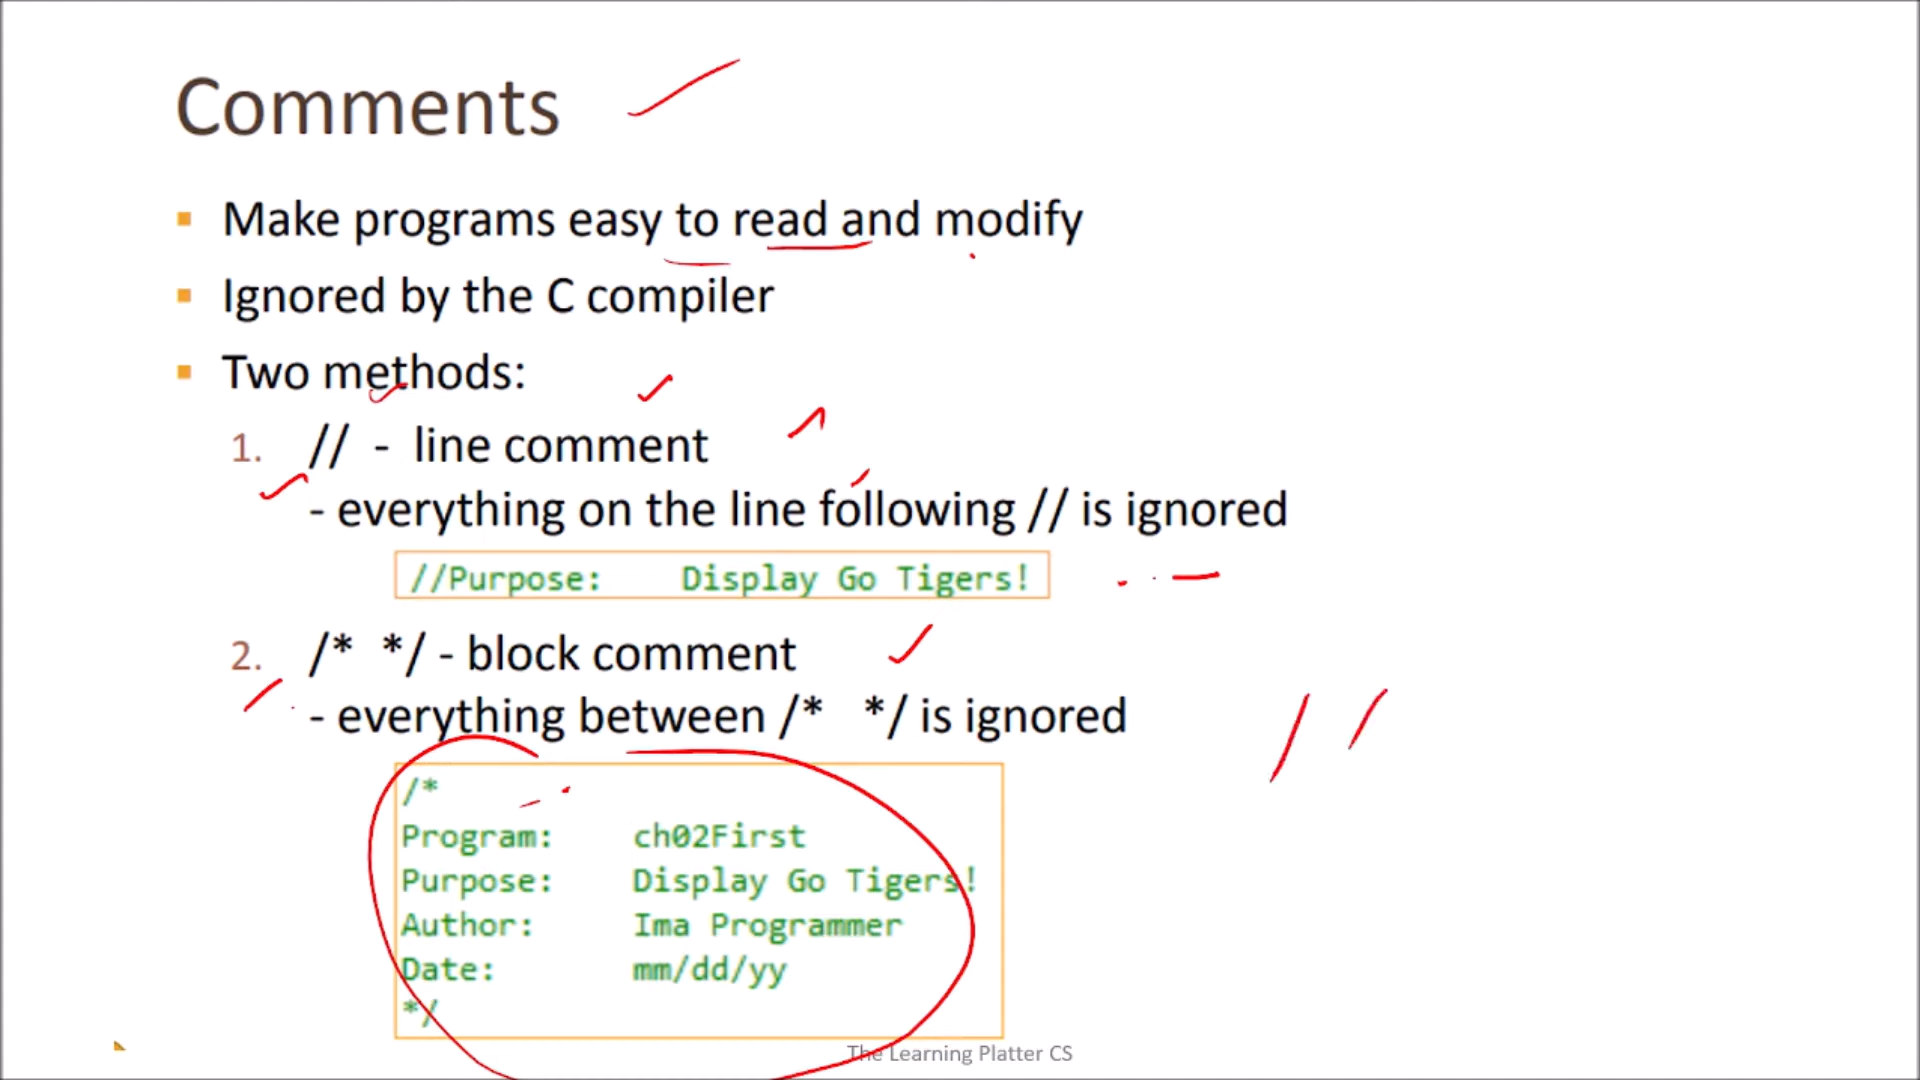 Comments
Make programs easy to read and modify
Ignored by the C compiler
Two methods:
1. // - line comment
- everything on the line following // is ignored
//Purpose: Display Go Tigers!
2. /* */ - block comment
- everything between /* */ is ignored
/*
Program: ch02First
Purpose: Display Go Tigers!
Author: Ima Programmer
Date: mm/dd/yy
*/
The Learning Platter CS